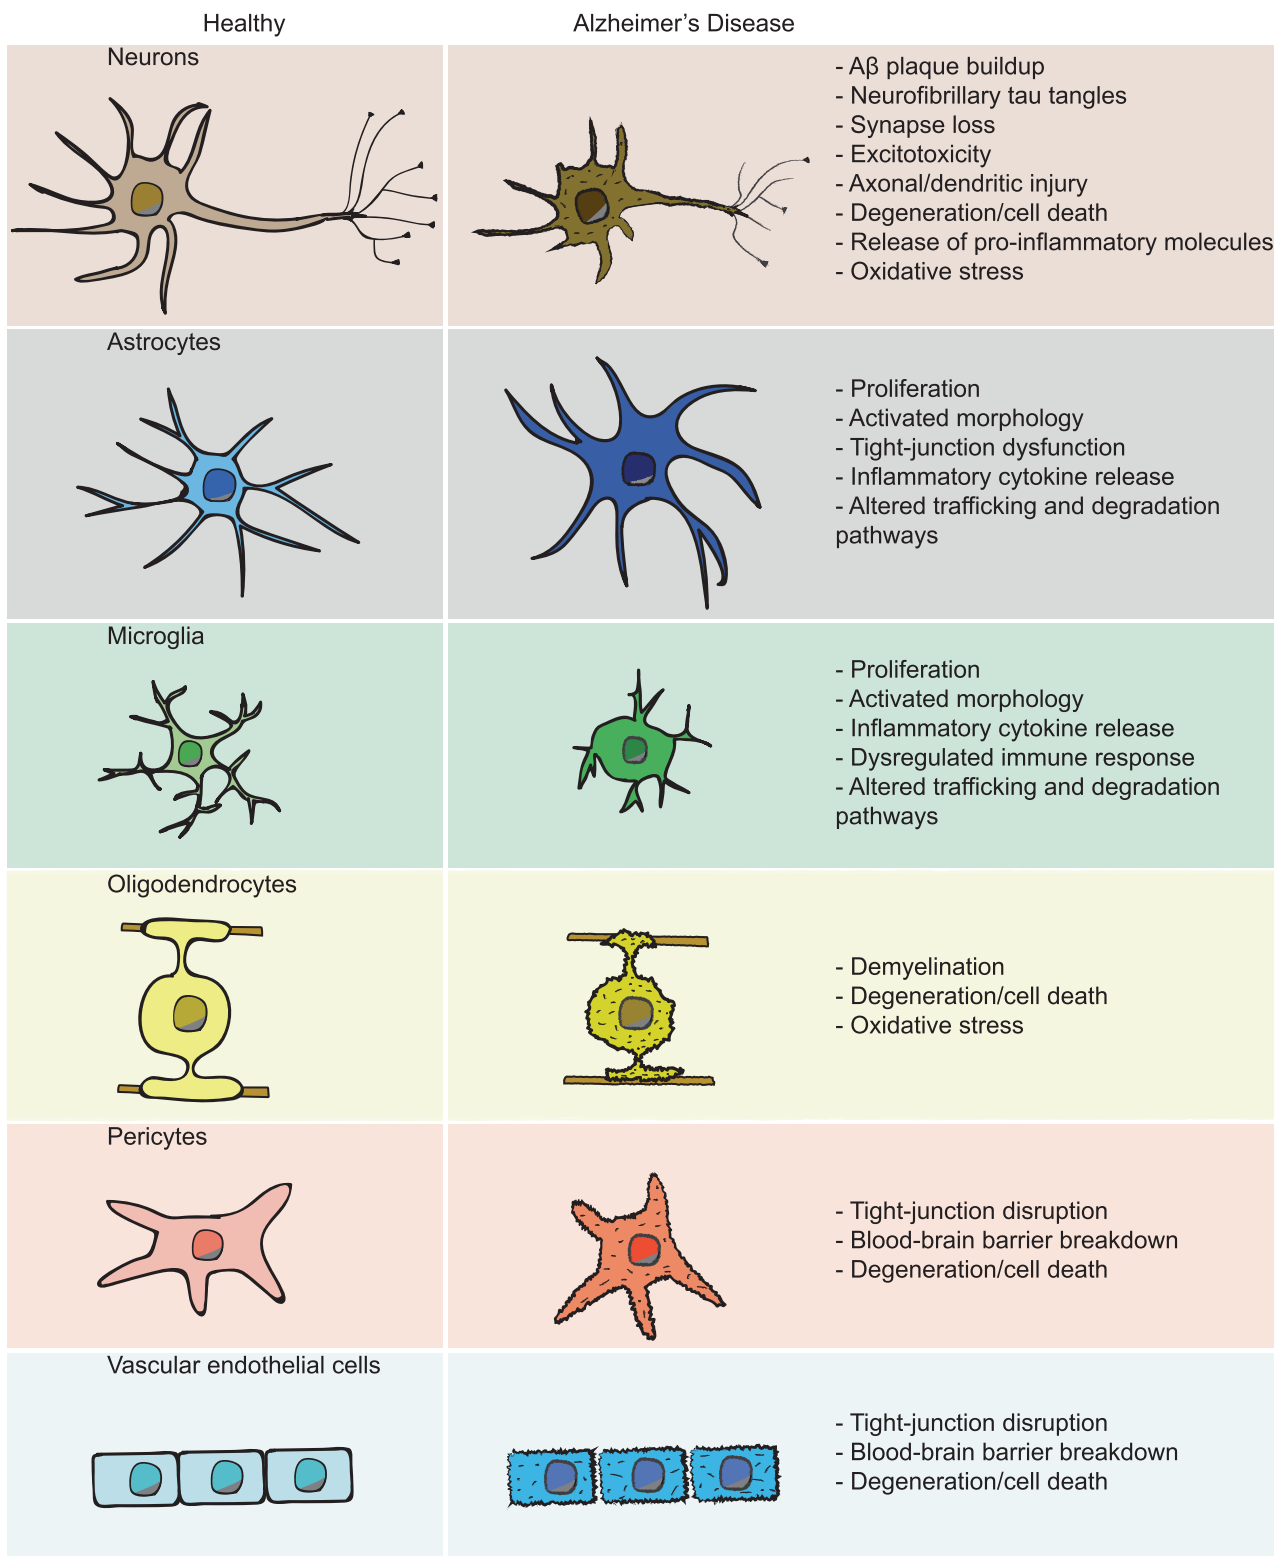 Healthy
Alzheimer’s Disease
Neurons
- Aβ plaque buildup
- Neurofibrillary tau tangles
- Synapse loss
- Excitotoxicity
- Axonal/dendritic injury
- Degeneration/cell death
- Release of pro-inflammatory molecules
- Oxidative stress
Astrocytes
- Proliferation
- Activated morphology
- Tight-junction dysfunction
- Inflammatory cytokine release
- Altered trafficking and degradation
pathways
Microglia
- Proliferation
- Activated morphology
- Inflammatory cytokine release
- Dysregulated immune response
- Altered trafficking and degradation
pathways
Oligodendrocytes
- Demyelination
- Degeneration/cell death
- Oxidative stress
Pericytes
- Tight-junction disruption
- Blood-brain barrier breakdown
- Degeneration/cell death
Vascular endothelial cells
- Tight-junction disruption
- Blood-brain barrier breakdown
- Degeneration/cell death